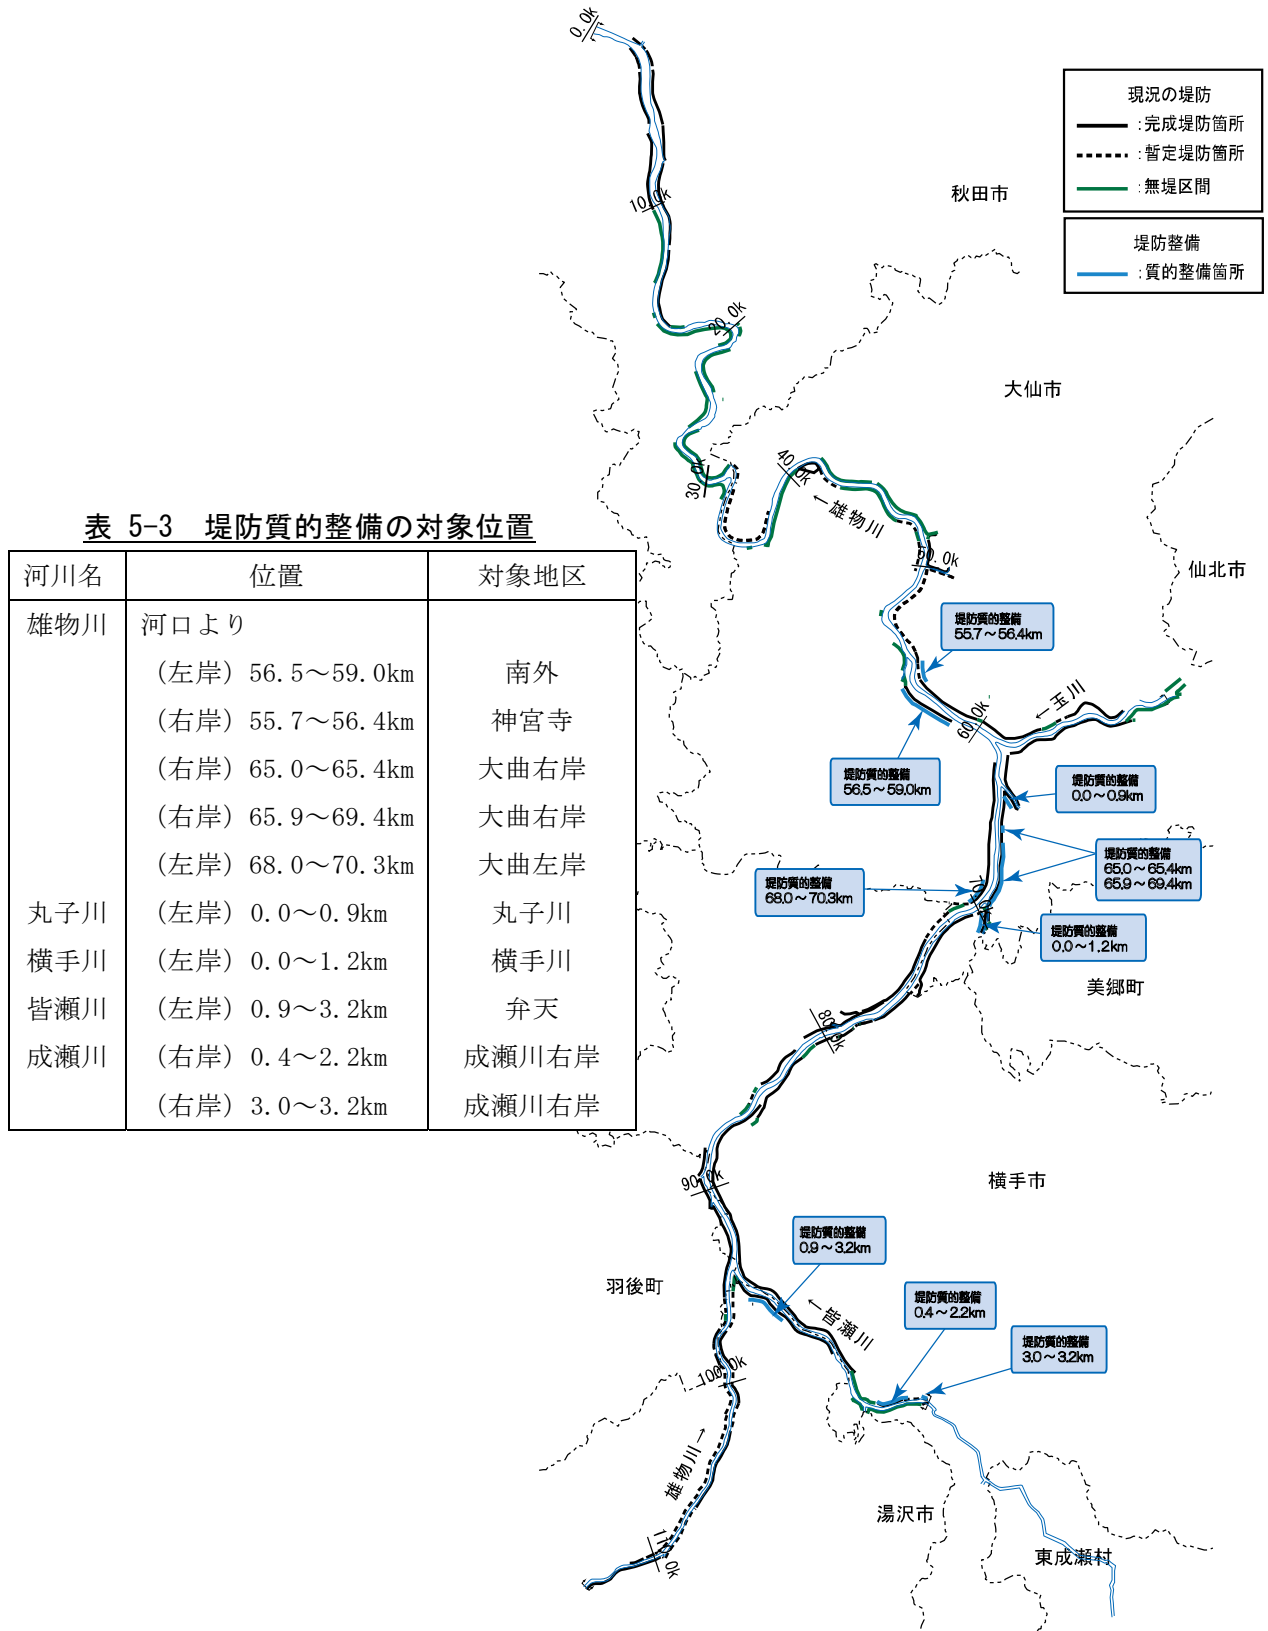 0.0k
現況の堤防
:完成堤防箇所
:暫定堤防箇所
:無堤区間
堤防整備
:質的整備箇所
10.0k
秋田市
20.0k
大仙市
30.0k
40.0k
←雄物川
50.0k
仙北市
表 5-3 堤防質的整備の対象位置
河川名 位置 対象地区
雄物川 河口より
(左岸) 56.5～59.0km 南外
(右岸) 55.7～56.4km 神宮寺
(右岸) 65.0～65.4km 大曲右岸
(右岸) 65.9～69.4km 大曲右岸
(左岸) 68.0～70.3km 大曲左岸
丸子川 (左岸) 0.0～0.9km 丸子川
横手川 (左岸) 0.0～1.2km 横手川
皆瀬川 (左岸) 0.9～3.2km 弁天
成瀬川 (右岸) 0.4～2.2km 成瀬川右岸
(右岸) 3.0～3.2km 成瀬川右岸
堤防質的整備
55.7～56.4km
←玉川
60.0k
堤防質的整備
56.5～59.0km
堤防質的整備
0.0～0.9km
堤防質的整備
65.0～65.4km
65.9～69.4km
堤防質的整備
68.0～70.3km
70.0k
堤防質的整備
0.0～1.2km
美郷町
80.0k
90.0k
横手市
堤防質的整備
0.9～3.2km
羽後町
←皆瀬川
堤防質的整備
0.4～2.2km
堤防質的整備
3.0～3.2km
100.0k
雄物川→
湯沢市
110.0k
東成瀬村